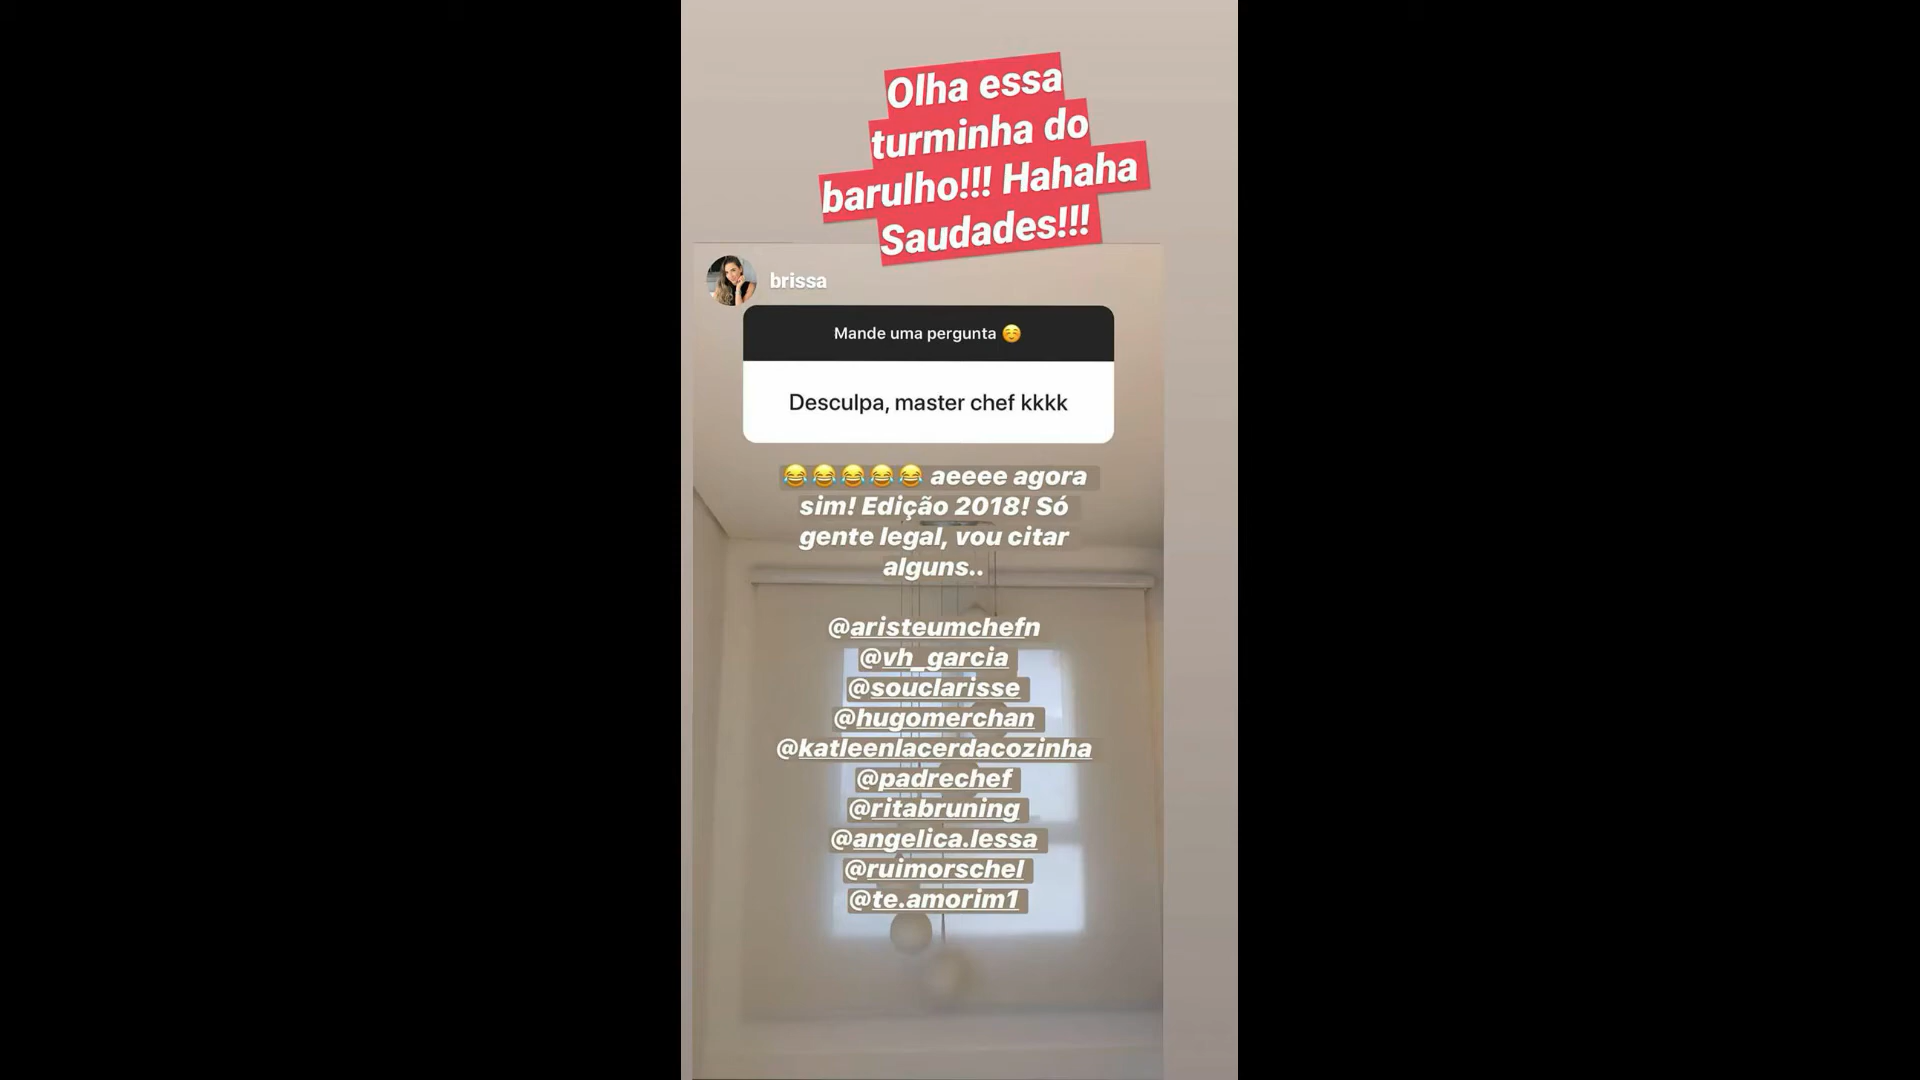 Olha essa
turminha do
barulho!!! Hahaha
Saudades!!!
brissa
Mande uma pergunta ☺️
Desculpa, master chef kkkk
😂😂😂😂😂 aeeee agora
sim! Edição 2018! Só
gente legal, vou citar
alguns..
@aristeumchefn
@vh_garcia
@souclarisse
@hugomerchan
@katleenlacerdacozinha
@padrechef
@ritabruning
@angelica.lessa
@ruimorschel
@te.amorim1